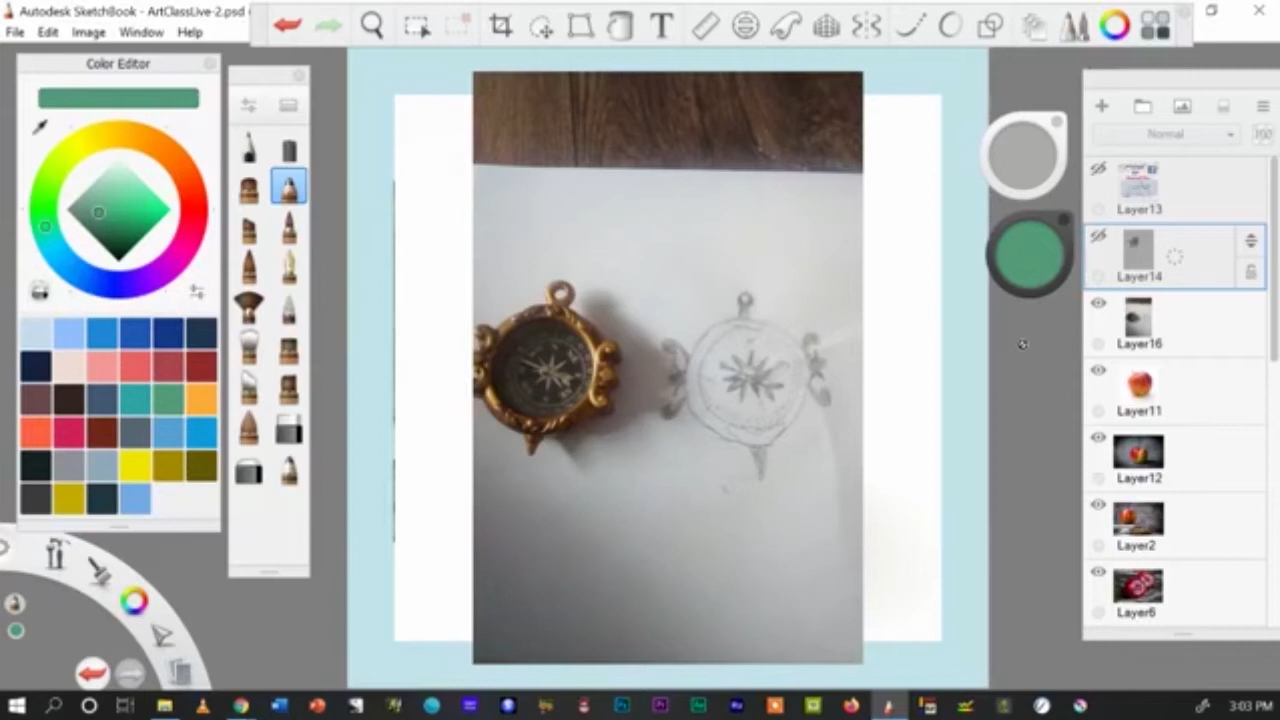 Autodesk SketchBook - ArtClassLive-2.psd
File Edit Image Window Help
Color Editor
T
Normal
Layer13
Layer14
Layer16
Layer11
Layer12
Layer2
Layer6
3:03 PM